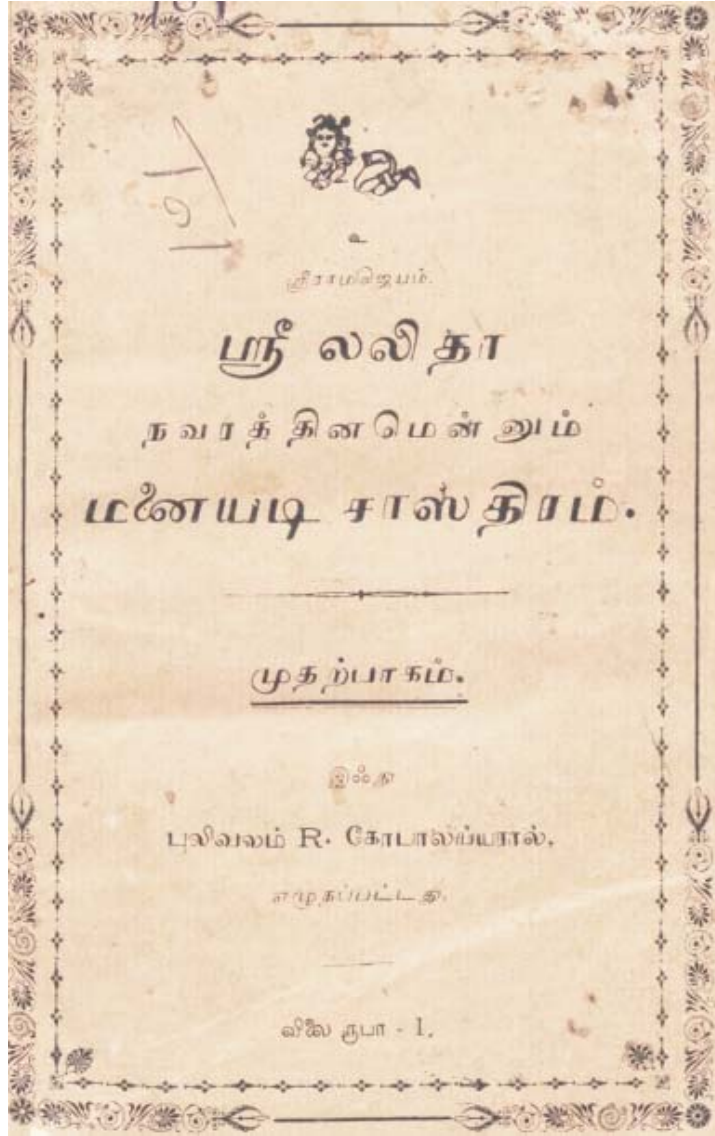 உ
ஸ்ரீராமஜெயம்.
ஸ்ரீ லலிதா
நவரத்தினமென்னும்
மனையடி சாஸ்திரம்.
முதற்பாகம்.
இஃது
புலிவலம் R. கோபாலய்யரால்,
எழுதப்பட்டது.
விலை ரூபா - 1.